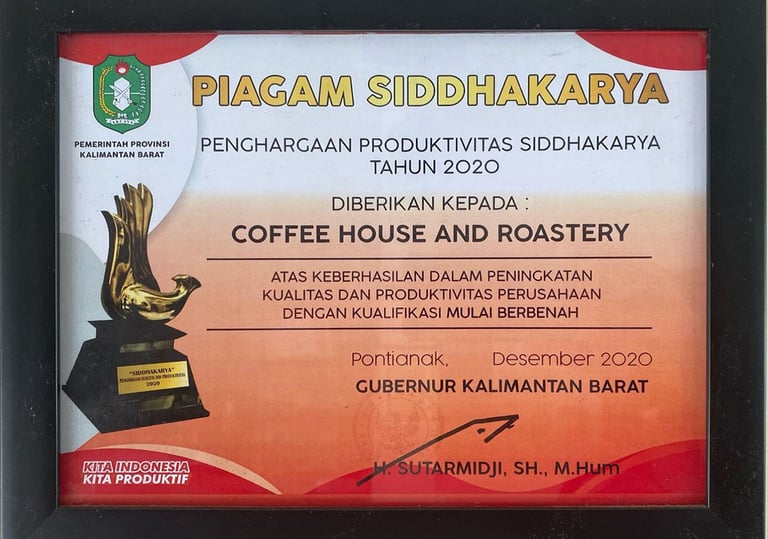 PIAGAM SIDDHAKARYA
PEMERINTAH PROVINSI
KALIMANTAN BARAT
PENGHARGAAN PRODUKTIVITAS SIDDHAKARYA
TAHUN 2020
DIBERIKAN KEPADA :
COFFEE HOUSE AND ROASTERY
ATAS KEBERHASILAN DALAM PENINGKATAN
KUALITAS DAN PRODUKTIVITAS PERUSAHAAN
DENGAN KUALIFIKASI MULAI BERBENAH
"SIDDHAKARYA"
2020
Pontianak, Desember 2020
GUBERNUR KALIMANTAN BARAT
H. SUTARMIDJI, SH., M.Hum
KITA INDONESIA
KITA PRODUKTIF